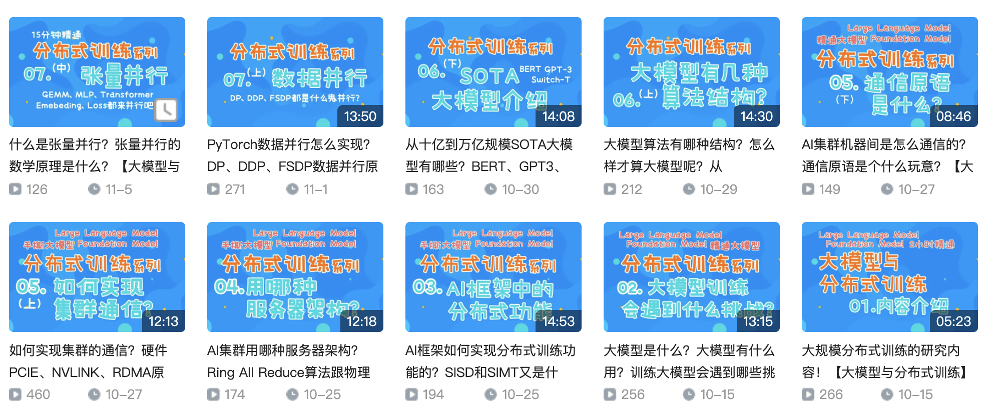 15分钟精通
分布式训练系列
07.(中) 张量并行
GEMM、MLP、Transformer
Emebeding、Loss都来并行吧
什么是张量并行？张量并行的
数学原理是什么？【大模型与
126 11-5
分布式训练系列
07.(上) 数据并行
DP、DDP、FSDP都是什么鬼并行?
13:50
PyTorch数据并行怎么实现？
DP、DDP、FSDP数据并行原
271 11-1
分布式训练系列
06.(下) SOTA BERT GPT-3
Switch-T
大模型介绍
14:08
从十亿到万亿规模SOTA大模
型有哪些？BERT、GPT3、
163 10-30
分布式训练系列
大模型有几种
06.(上) 算法结构?
14:30
大模型算法有哪种结构？怎么
样才算大模型呢？从
212 10-29
Large Language Model
精通大模型 Foundation Model
分布式训练系列
05. 通信原语
(下) 是什么?
08:46
AI集群机器间是怎么通信的？
通信原语是个什么玩意？【大
149 10-27
Large Language Model
手撕大模型 Foundation Model
分布式训练系列
05. 如何实现
(上) 集群通信?
12:13
如何实现集群的通信？硬件
PCIE、NVLINK、RDMA原
460 10-27
Large Language Model
手撕大模型 Foundation Model
分布式训练系列
04.用哪种
服务器架构?
12:18
AI集群用哪种服务器架构？
Ring All Reduce算法跟物理
174 10-25
Large Language Model
手撕大模型 Foundation Model
分布式训练系列
03. AI框架中的
分布式功能
14:53
AI框架如何实现分布式训练功
能的？SISD和SIMT又是什
194 10-25
Large Language Model
Foundation Model 精通大模型
分布式训练系列
02. 大模型训练
会遇到什么挑战?
13:15
大模型是什么？大模型有什么
用？训练大模型会遇到哪些挑
256 10-15
Large Language Model
Foundation Model 2小时精通
大模型与
分布式训练
01.内容介绍
05:23
大规模分布式训练的研究内
容！【大模型与分布式训练】
266 10-15